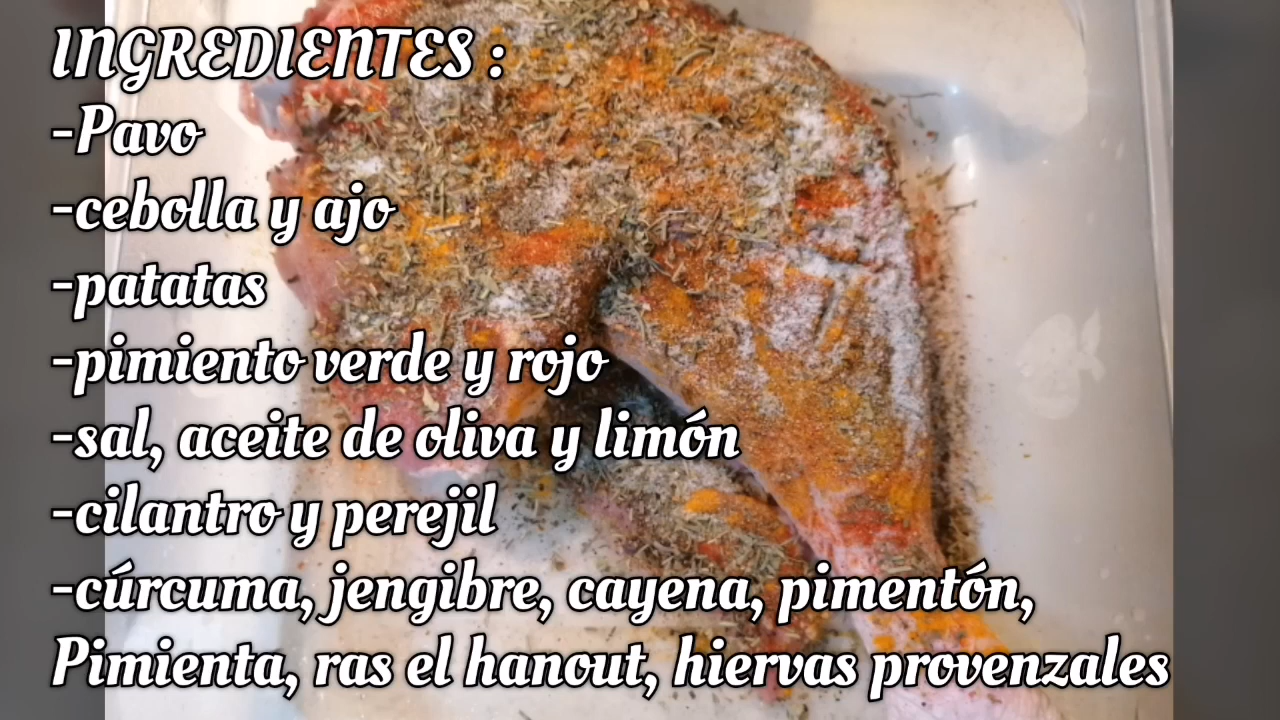 INGREDIENTES :
-Pavo
-cebolla y ajo
-patatas
-pimiento verde y rojo
-sal, aceite de oliva y limón
-cilantro y perejil
-cúrcuma, jengibre, cayena, pimentón,
Pimienta, ras el hanout, hiervas provenzales